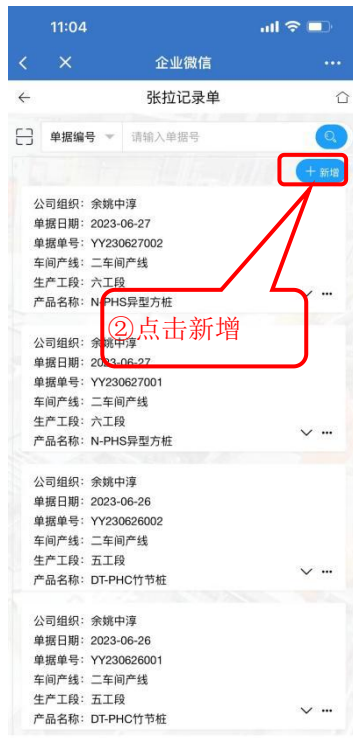 11:04
企业微信
张拉记录单
单据编号 请输入单据号
+ 新增
公司组织：余姚中淳
单据日期：2023-06-27
单据单号：YY230627002
车间产线：二车间产线
生产工段：六工段
产品名称：N-PHS异型方桩
②点击新增
公司组织：余姚中淳
单据日期：2023-06-27
单据单号：YY230627001
车间产线：二车间产线
生产工段：六工段
产品名称：N-PHS异型方桩
公司组织：余姚中淳
单据日期：2023-06-26
单据单号：YY230626002
车间产线：二车间产线
生产工段：五工段
产品名称：DT-PHC竹节桩
公司组织：余姚中淳
单据日期：2023-06-26
单据单号：YY230626001
车间产线：二车间产线
生产工段：五工段
产品名称：DT-PHC竹节桩